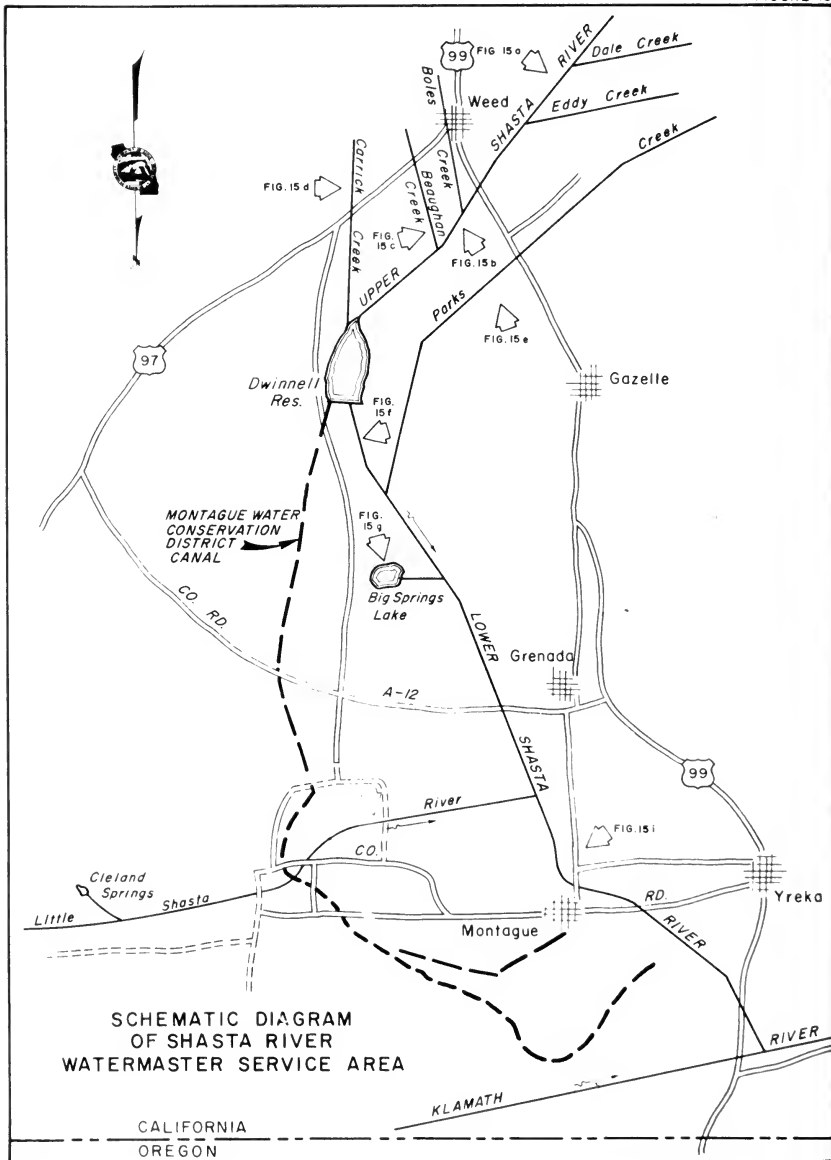 99
FIG 15a
RIVER
Dale Creek
Boles
Creek
Weed
SHASTA
Eddy Creek
Creek
FIG. 15d
Carrick
Creek
Beaughan
Creek
FIG.
15c
FIG. 15b
UPPER
Parks
FIG. 15e
97
Dwinnell
Res.
Gazelle
FIG.
15f
MONTAGUE WATER
CONSERVATION
DISTRICT
CANAL
FIG.
15g
Big Springs
Lake
CO. RD.
LOWER
Grenada
A-12
SHASTA
99
River
FIG. 15i
CO.
Cleland
Springs
Little
Shasta
RD.
Yreka
Montague
RIVER
SCHEMATIC DIAGRAM
OF SHASTA RIVER
WATERMASTER SERVICE AREA
RIVER
KLAMATH
CALIFORNIA
OREGON